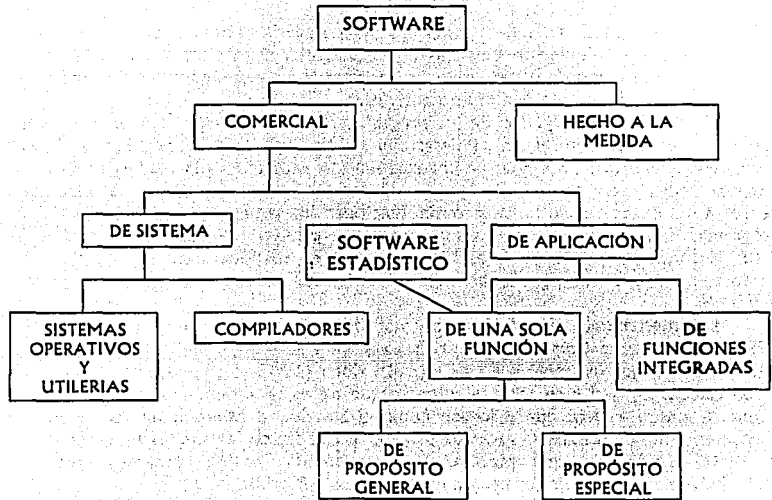 SOFTWARE
COMERCIAL
HECHO A LA
MEDIDA
DE SISTEMA
SOFTWARE
ESTADÍSTICO
DE APLICACIÓN
SISTEMAS
OPERATIVOS
Y
UTILERIAS
COMPILADORES
DE UNA SOLA
FUNCIÓN
DE
FUNCIONES
INTEGRADAS
DE
PROPÓSITO
GENERAL
DE
PROPÓSITO
ESPECIAL